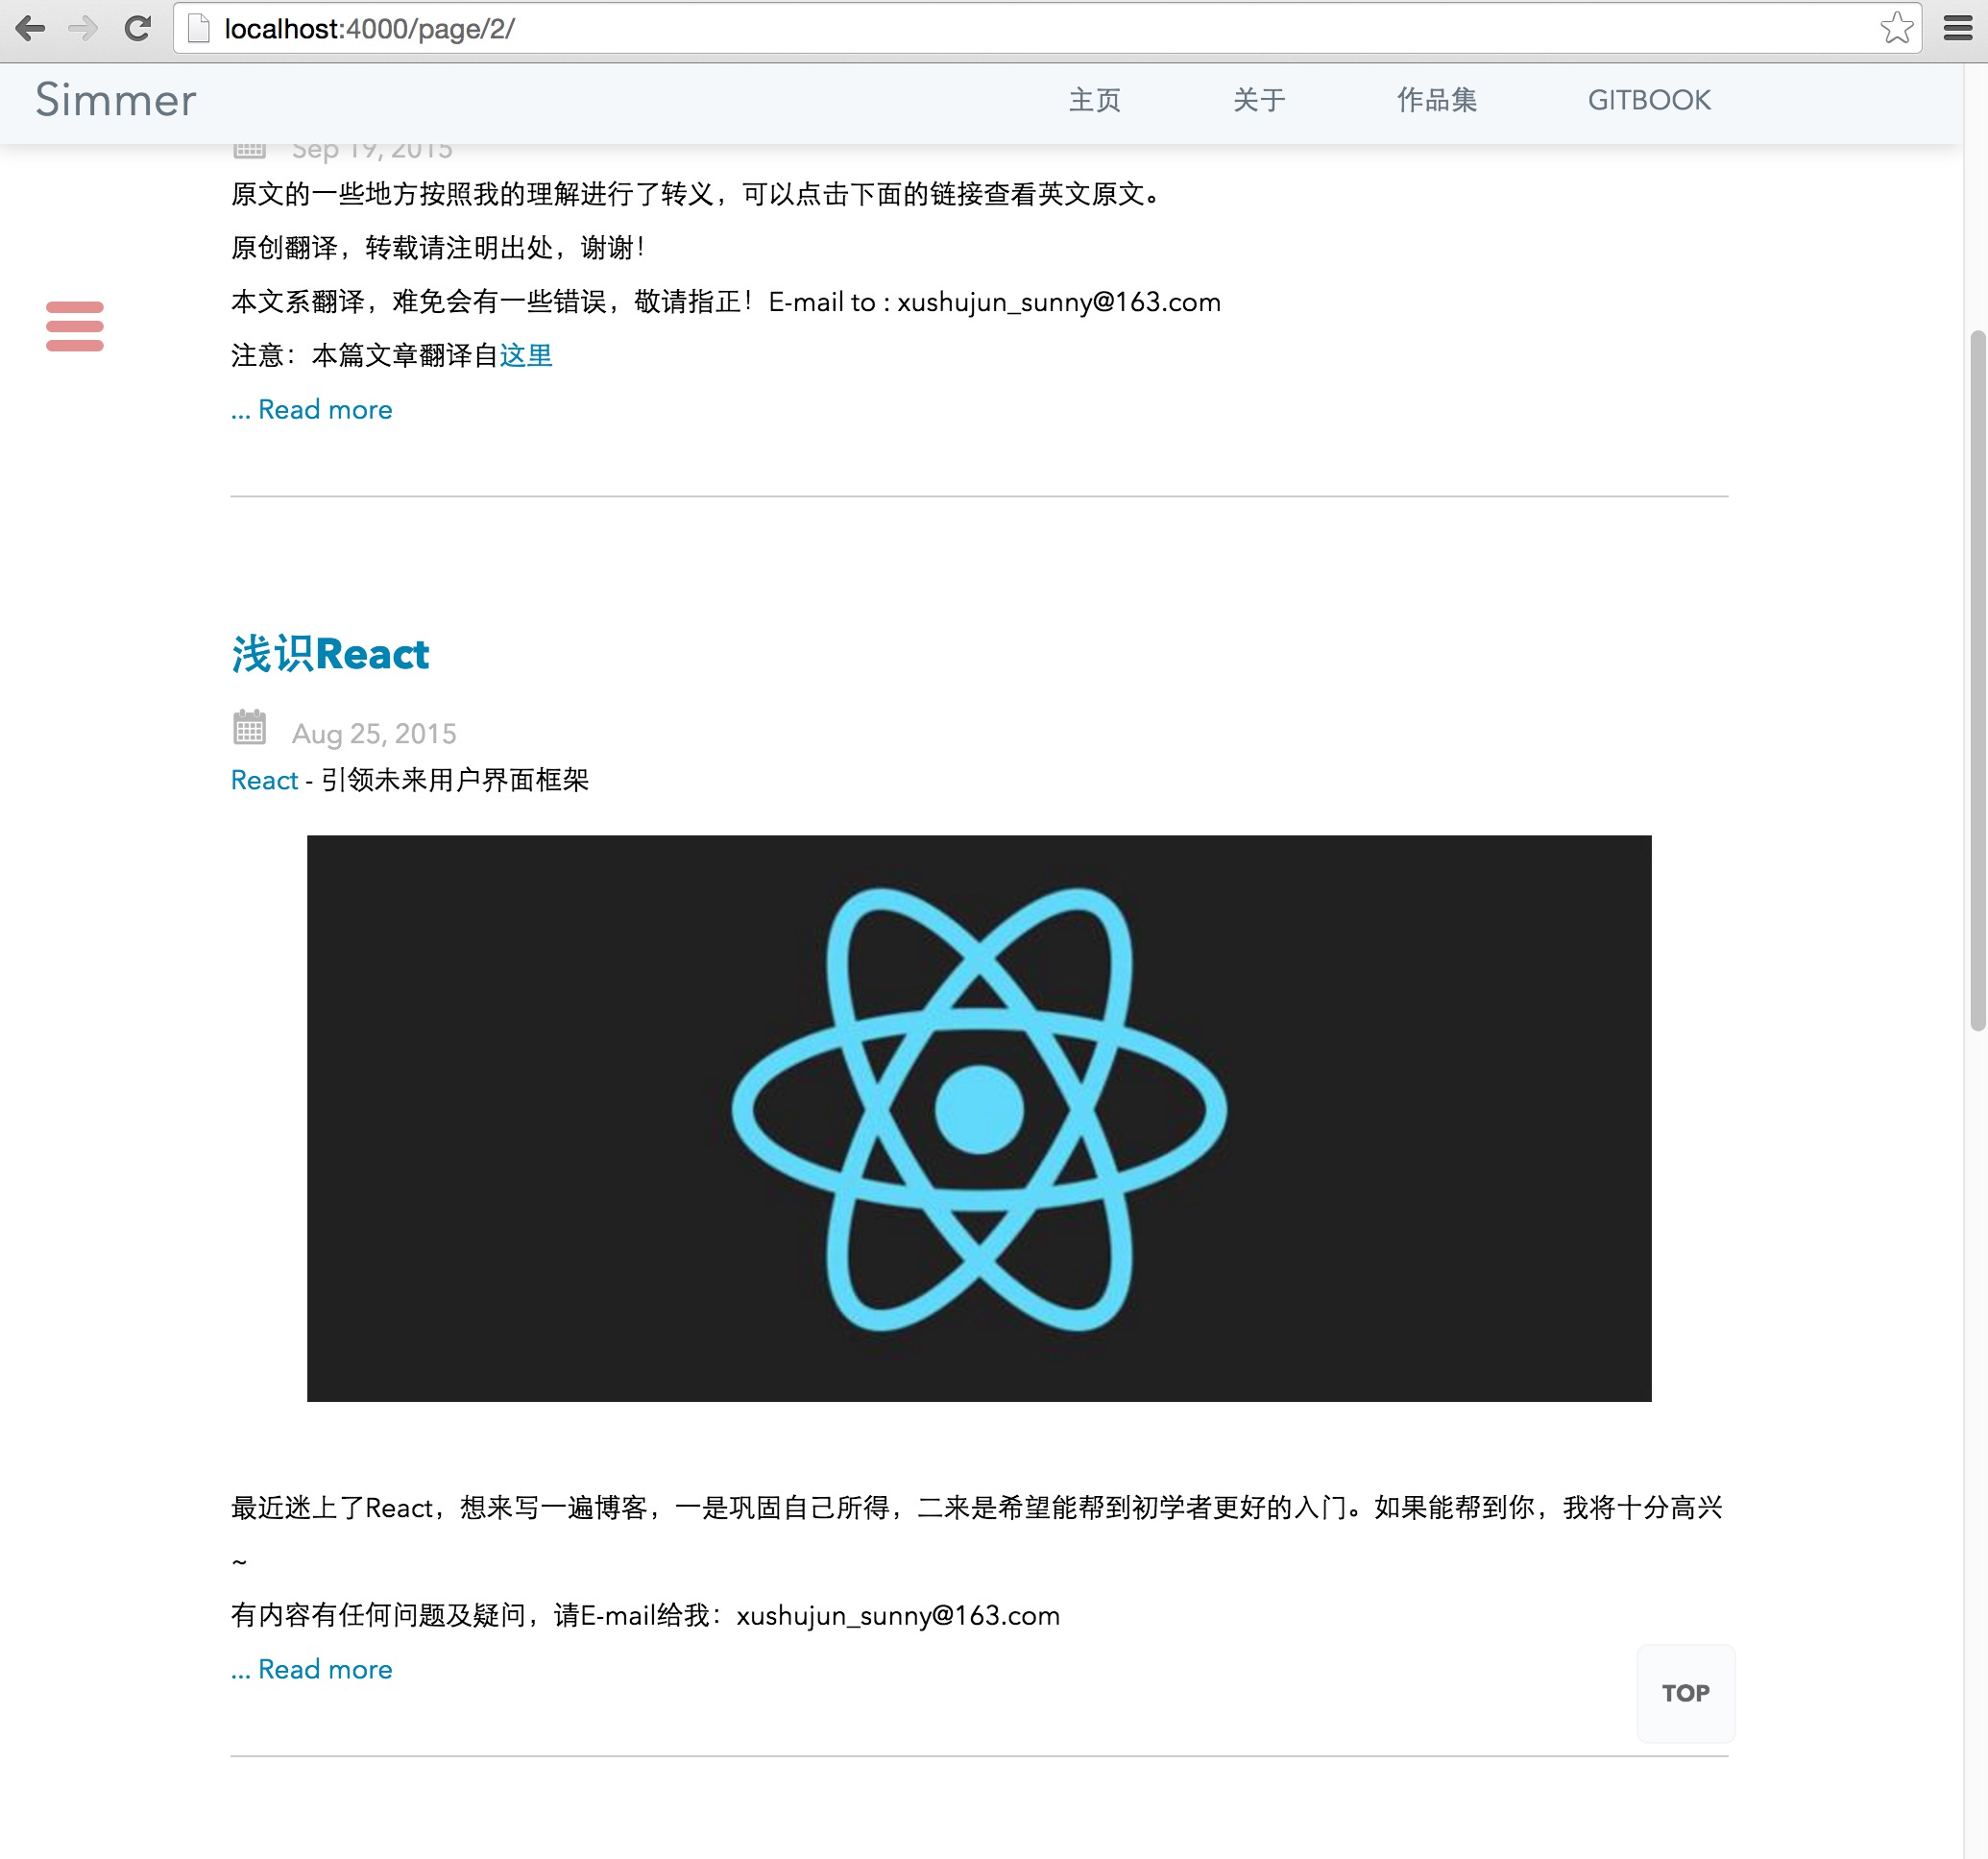 localhost:4000/page/2/
Simmer
主页
关于
作品集
GITBOOK
Sep 19, 2015
原文的一些地方按照我的理解进行了转义，可以点击下面的链接查看英文原文。
原创翻译，转载请注明出处，谢谢！
本文系翻译，难免会有一些错误，敬请指正！E-mail to : xushujun_sunny@163.com
注意：本篇文章翻译自这里
... Read more
浅识React
Aug 25, 2015
React - 引领未来用户界面框架
最近迷上了React，想来写一遍博客，一是巩固自己所得，二来是希望能帮到初学者更好的入门。如果能帮到你，我将十分高兴
~
有内容有任何问题及疑问，请E-mail给我：xushujun_sunny@163.com
... Read more
TOP